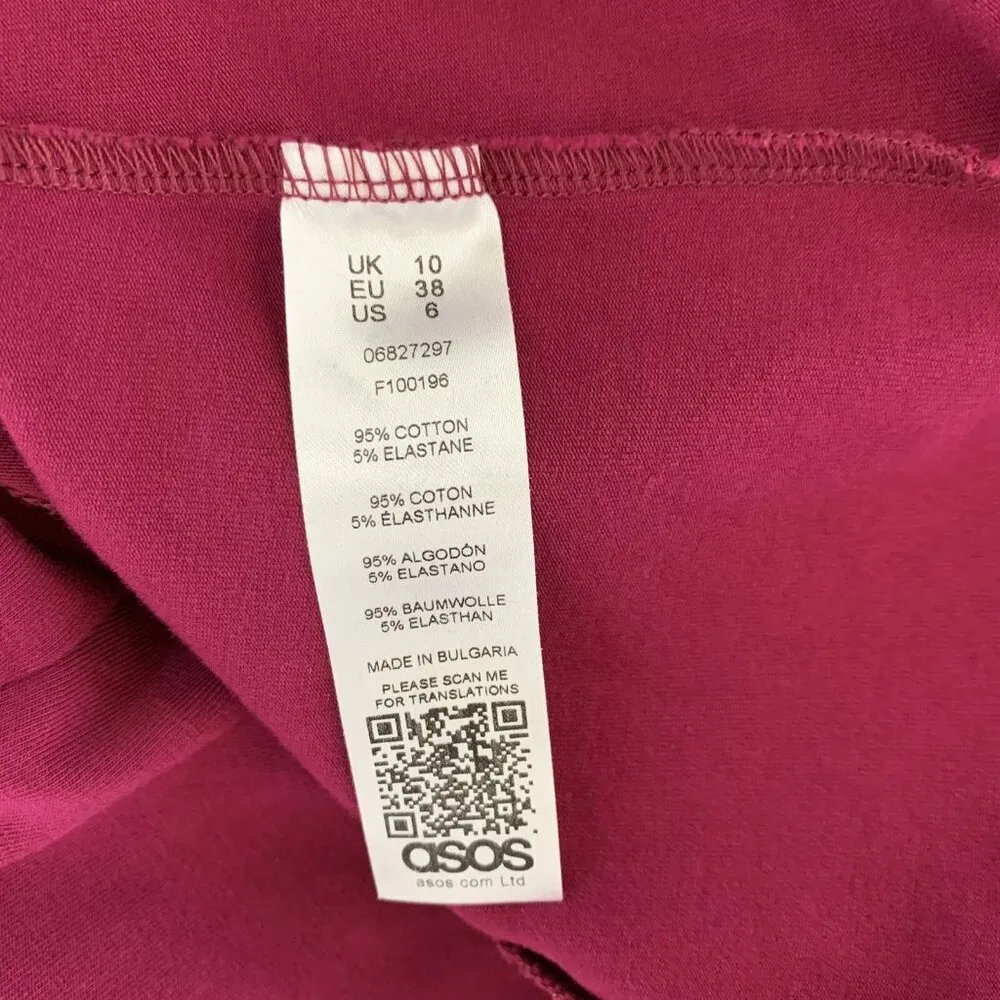 UK 10
EU 38
US 6
06827297
F100196
95% COTTON
5% ELASTANE
95% COTON
5% ÉLASTHANNE
95% ALGODÓN
5% ELASTANO
95% BAUMWOLLE
5% ELASTHAN
MADE IN BULGARIA
PLEASE SCAN ME
FOR TRANSLATIONS
asos
asos.com Ltd